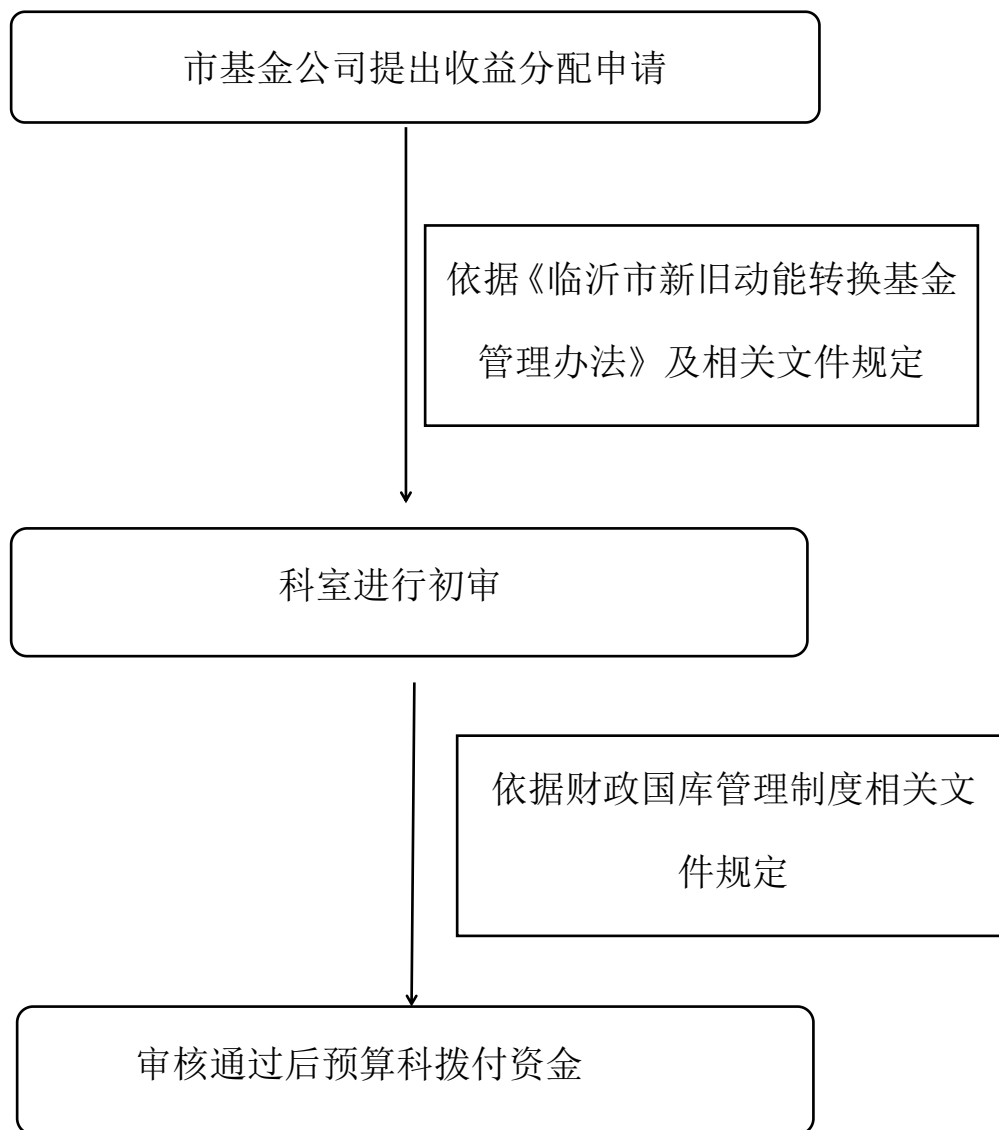 市基金公司提出收益分配申请
依据《临沂市新旧动能转换基金
管理办法》及相关文件规定
科室进行初审
依据财政国库管理制度相关文
件规定
审核通过后预算科拨付资金